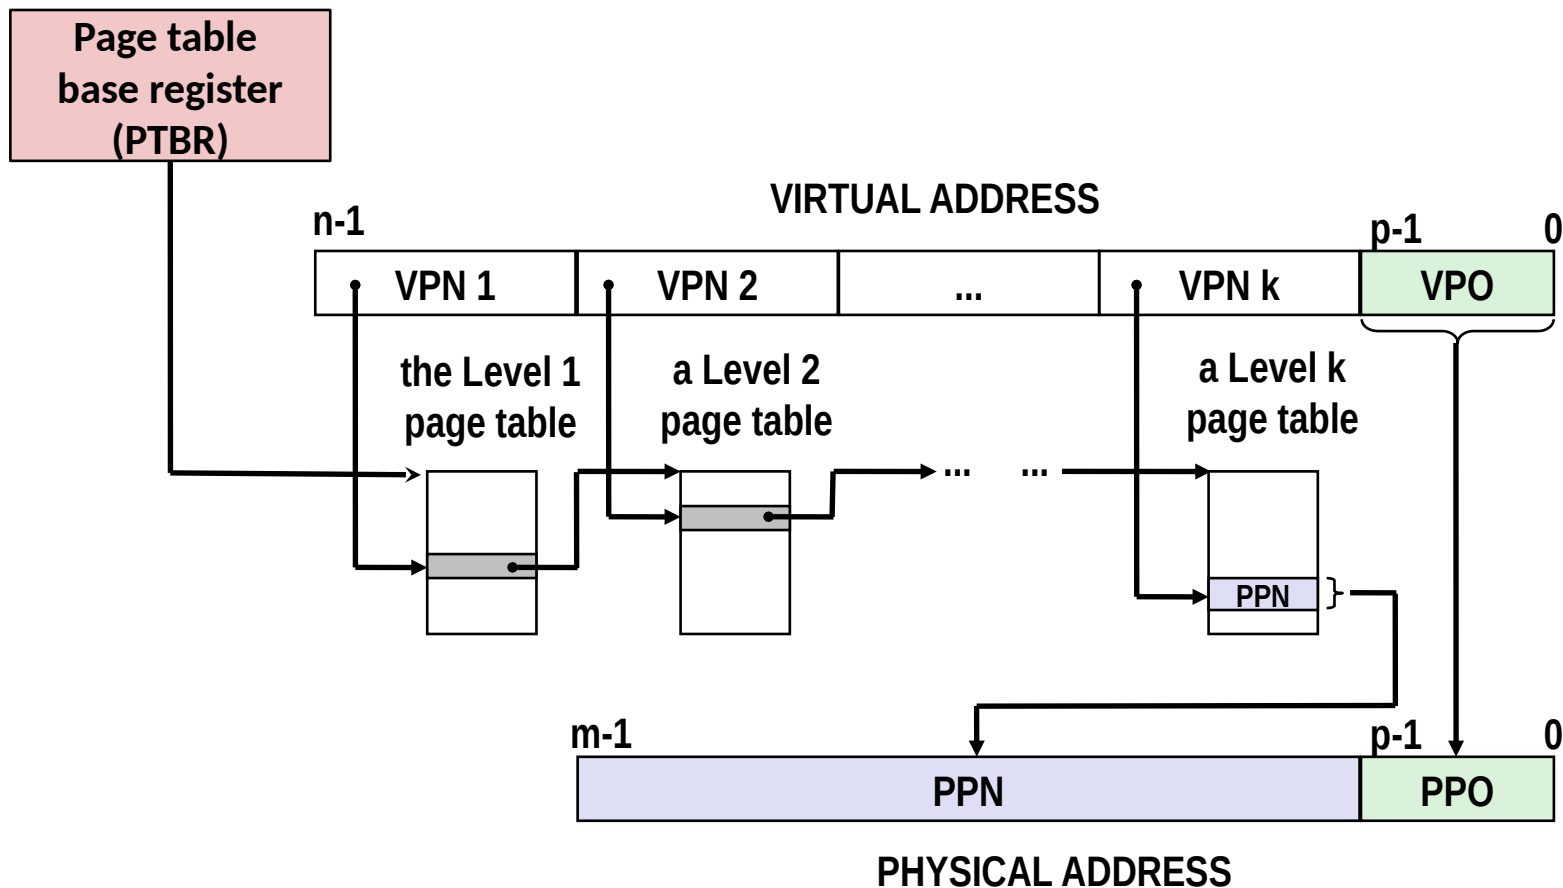 Page table
base register
(PTBR)
VIRTUAL ADDRESS
n-1
p-1
0
VPN 1
VPN 2
...
VPN k
VPO
the Level 1
page table
a Level 2
page table
a Level k
page table
...
...
PPN
m-1
p-1
0
PPN
PPO
PHYSICAL ADDRESS